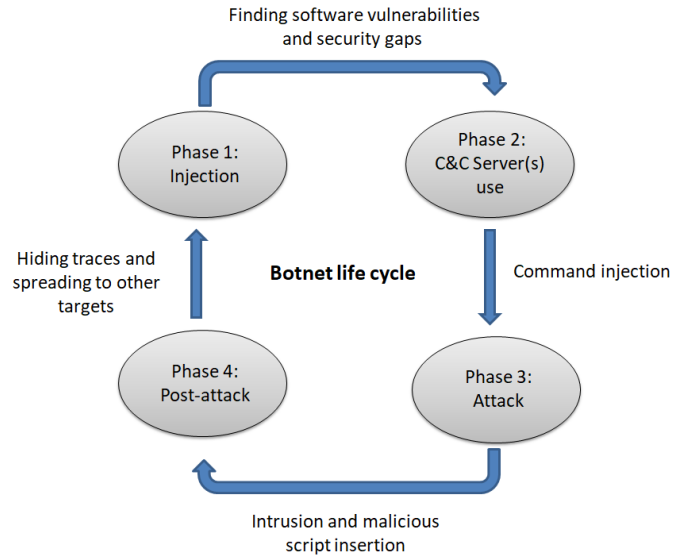 Finding software vulnerabilities
and security gaps
Phase 1:
Injection
Phase 2:
C&C Server(s)
use
Hiding traces and
spreading to other
targets
Botnet life cycle
Command injection
Phase 4:
Post-attack
Phase 3:
Attack
Intrusion and malicious
script insertion